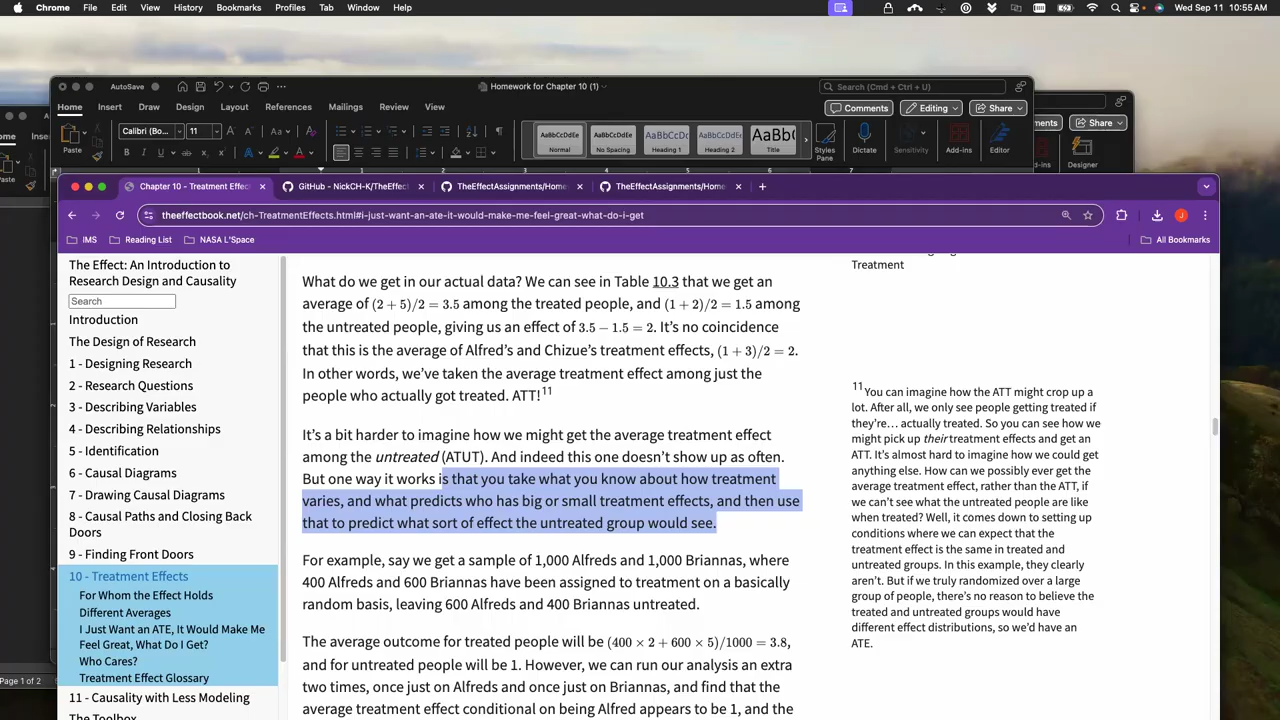 Chrome File Edit View History Bookmarks Profiles Tab Window Help Wed Sep 11 10:55 AM
AutoSave Homework for Chapter 10 (1) Search (Cmd + Ctrl + U)
Home Insert Draw Design Layout References Mailings Review View Comments Editing Share
Share
Paste Calibri (Bo... 11
AaBbCcDdEe AaBbCcDdEe AaBbCcDc AaBbCcDdEe
Normal No Spacing Heading 1 Heading 2 Title Styles Pane Dictate Sensitivity Add-ins Editor Designer
Chapter 10 - Treatment Effec GitHub - NickCH-K/TheEffect TheEffectAssignments/Home TheEffectAssignments/Home
theeffectbook.net/ch-TreatmentEffects.html#i-just-want-an-ate-it-would-make-me-feel-great-what-do-i-get
IMS Reading List NASA L'Space All Bookmarks
The Effect: An Introduction to
Research Design and Causality
Search
Introduction
The Design of Research
1 - Designing Research
2 - Research Questions
3 - Describing Variables
4 - Describing Relationships
5 - Identification
6 - Causal Diagrams
7 - Drawing Causal Diagrams
8 - Causal Paths and Closing Back
Doors
9 - Finding Front Doors
10 - Treatment Effects
For Whom the Effect Holds
Different Averages
I Just Want an ATE, It Would Make Me
Feel Great, What Do I Get?
Who Cares?
Treatment Effect Glossary
11 - Causality with Less Modeling
The Toolbox
What do we get in our actual data? We can see in Table 10.3 that we get an
average of (2 + 5)/2 = 3.5 among the treated people, and (1 + 2)/2 = 1.5 among
the untreated people, giving us an effect of 3.5 − 1.5 = 2. It's no coincidence
that this is the average of Alfred's and Chizue's treatment effects, (1 + 3)/2 = 2.
In other words, we've taken the average treatment effect among just the
people who actually got treated. ATT!11
It's a bit harder to imagine how we might get the average treatment effect
among the untreated (ATUT). And indeed this one doesn't show up as often.
But one way it works is that you take what you know about how treatment
varies, and what predicts who has big or small treatment effects, and then use
that to predict what sort of effect the untreated group would see.
For example, say we get a sample of 1,000 Alfreds and 1,000 Briannas, where
400 Alfreds and 600 Briannas have been assigned to treatment on a basically
random basis, leaving 600 Alfreds and 400 Briannas untreated.
The average outcome for treated people will be (400 × 2 + 600 × 5)/1000 = 3.8,
and for untreated people will be 1. However, we can run our analysis an extra
two times, once just on Alfreds and once just on Briannas, and find that the
average treatment effect conditional on being Alfred appears to be 1, and the
Treatment
11 You can imagine how the ATT might crop up a
lot. After all, we only see people getting treated if
they're… actually treated. So you can see how we
might pick up their treatment effects and get an
ATT. It's almost hard to imagine how we could get
anything else. How can we possibly ever get the
average treatment effect, rather than the ATT, if
we can't see what the untreated people are like
when treated? Well, it comes down to setting up
conditions where we can expect that the
treatment effect is the same in treated and
untreated groups. In this example, they clearly
aren't. But if we truly randomized over a large
group of people, there's no reason to believe the
treated and untreated groups would have
different effect distributions, so we'd have an
ATE.
Page 1 of 2